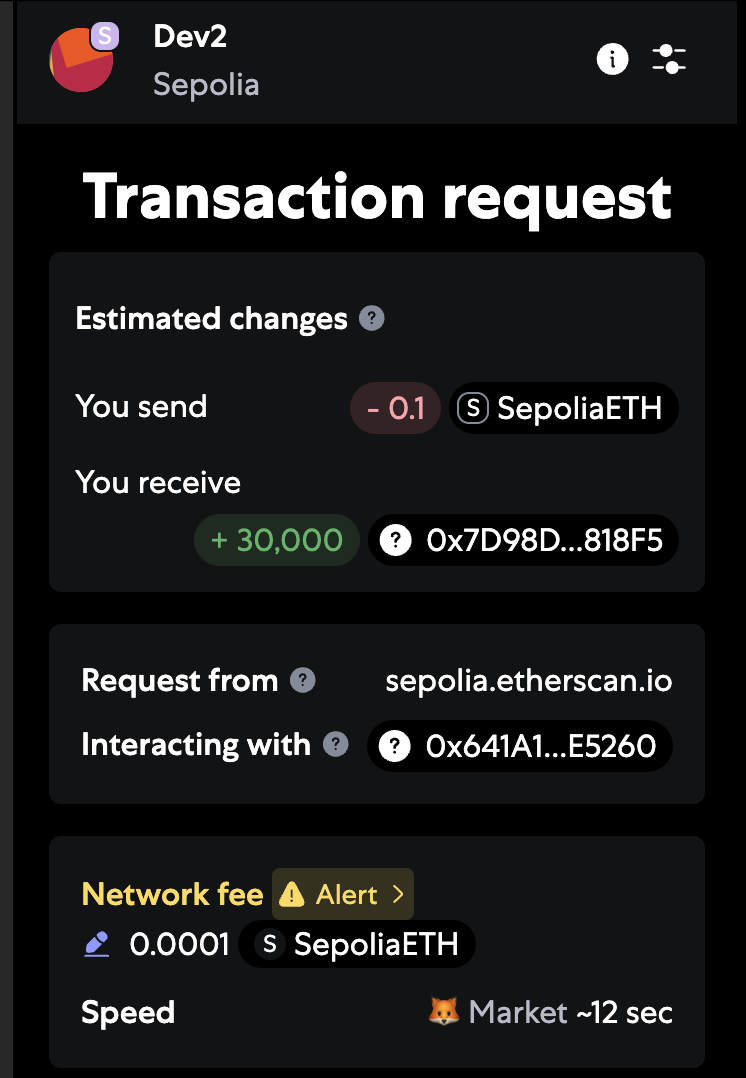 S
Dev2
Sepolia
i
Transaction request
Estimated changes ?
You send - 0.1 S SepoliaETH
You receive
+ 30,000 ? 0x7D98D...818F5
Request from ? sepolia.etherscan.io
Interacting with ? ? 0x641A1...E5260
Network fee ! Alert >
0.0001 S SepoliaETH
Speed Market ~12 sec